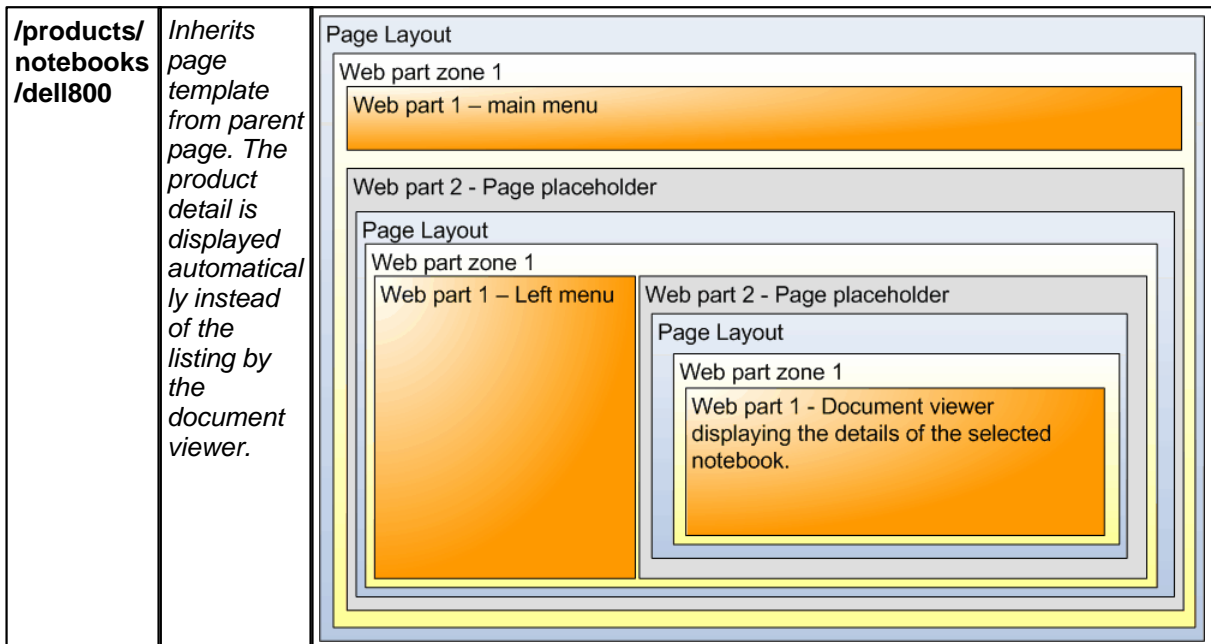 /products/
notebooks
/dell800
Inherits
page
template
from parent
page. The
product
detail is
displayed
automatical
ly instead
of the
listing by
the
document
viewer.
Page Layout
Web part zone 1
Web part 1 – main menu
Web part 2 - Page placeholder
Page Layout
Web part zone 1
Web part 1 – Left menu
Web part 2 - Page placeholder
Page Layout
Web part zone 1
Web part 1 - Document viewer
displaying the details of the selected
notebook.